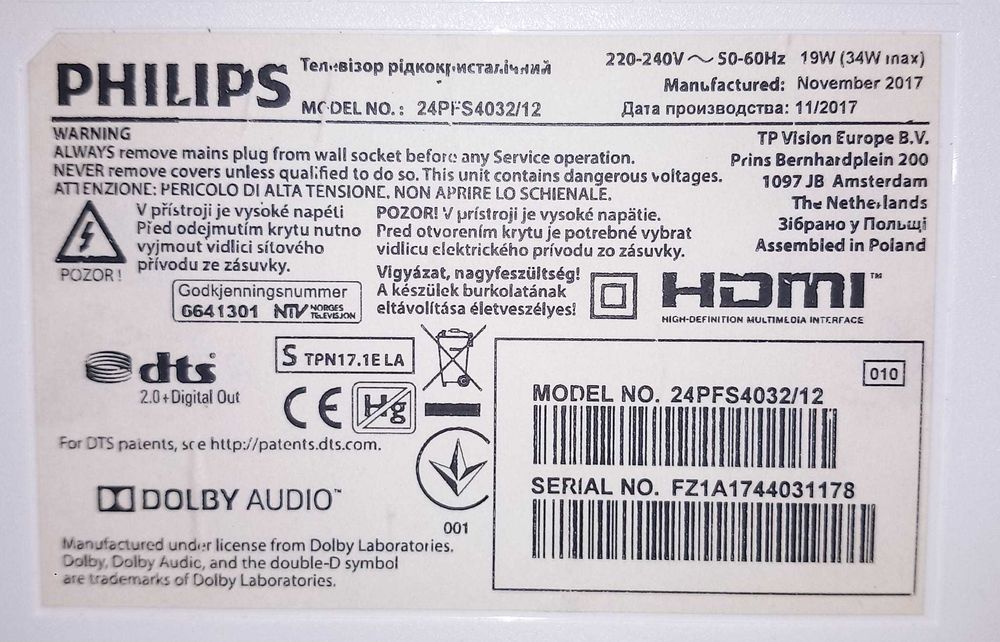 PHILIPS
Телевізор рідкокристалічний
MODEL NO.: 24PFS4032/12
220-240V ~ 50-60Hz 19W (34W max)
Manufactured: November 2017
Дата производства: 11/2017
WARNING
ALWAYS remove mains plug from wall socket before any Service operation.
NEVER remove covers unless qualified to do so. This unit contains dangerous voltages.
ATTENZIONE: PERICOLO DI ALTA TENSIONE, NON APRIRE LO SCHIENALE.
TP Vision Europe B.V.
Prins Bernhardplein 200
1097 JB Amsterdam
The Netherlands
Зібрано у Польщі
Assembled in Poland
POZOR!
V přístroji je vysoké napětí
Před odejmutím krytu nutno
vyjmout vidlici síťového
přívodu ze zásuvky.
POZOR! V prístroji je vysoké napätie.
Pred otvorením krytu je potrebné vybrat
vidlicu elektrického prívodu zo zásuvky.
Vigyázat, nagyfeszültség!
A készülek burkolatának
eltávolítása életveszélyes!
Godkjenningsnummer
6641301 NTV NORGES
TELEVISJON
HDMI™
HIGH-DEFINITION MULTIMEDIA INTERFACE
dts
2.0+Digital Out
S TPN17.1E LA
CE
Hg
For DTS patents, see http://patents.dts.com.
DOLBY AUDIO™
001
Manufactured under license from Dolby Laboratories.
Dolby, Dolby Audio, and the double-D symbol
are trademarks of Dolby Laboratories.
010
MODEL NO. 24PFS4032/12
SERIAL NO. FZ1A1744031178